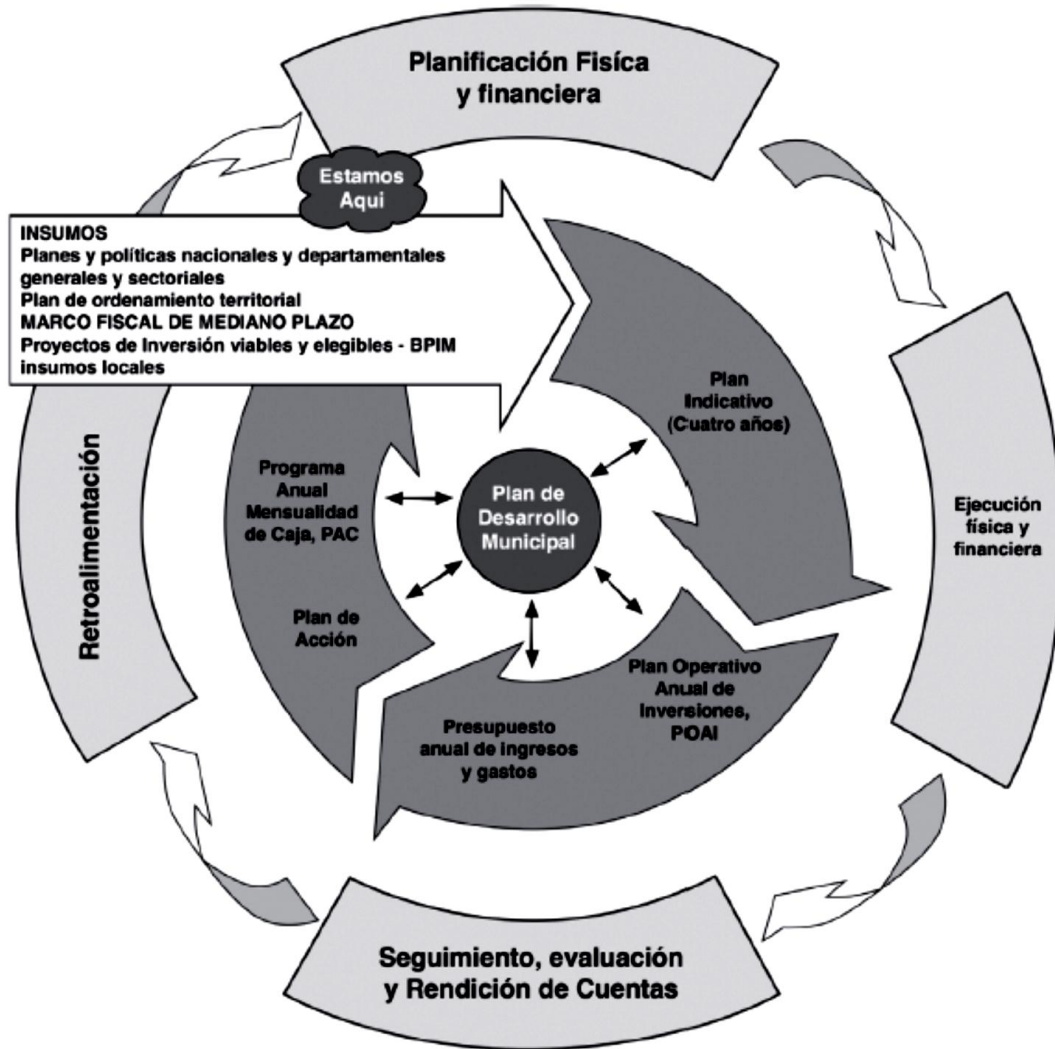 Planificación Fisíca
y financiera
Estamos
Aqui
INSUMOS
Planes y políticas nacionales y departamentales
generales y sectoriales
Plan de ordenamiento territorial
MARCO FISCAL DE MEDIANO PLAZO
Proyectos de Inversión viables y elegibles - BPIM
insumos locales
Plan
Indicativo
(Cuatro años)
Programa
Anual
Mensualidad
de Caja, PAC
Plan de
Desarrollo
Municipal
Ejecución
física y
financiera
Retroalimentación
Plan de
Acción
Plan Operativo
Anual de
Inversiones,
POAI
Presupuesto
anual de ingresos
y gastos
Seguimiento, evaluación
y Rendición de Cuentas